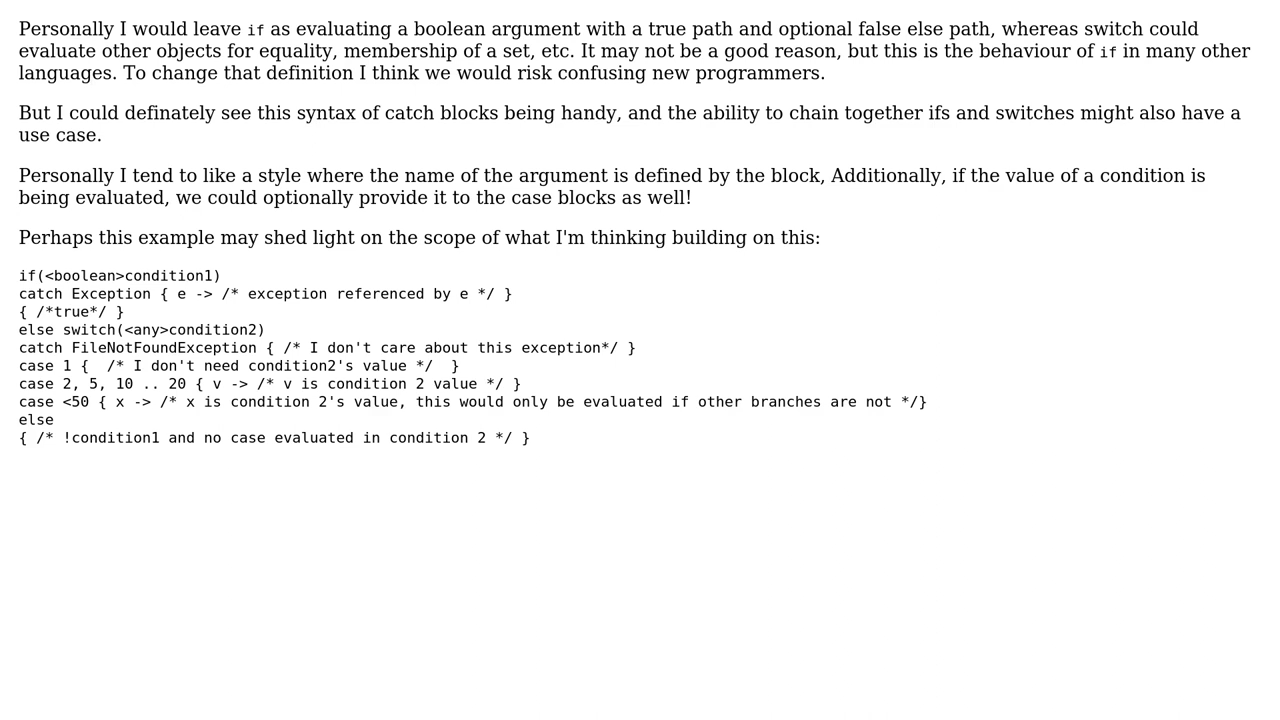 Personally I would leave if as evaluating a boolean argument with a true path and optional false else path, whereas switch could
evaluate other objects for equality, membership of a set, etc. It may not be a good reason, but this is the behaviour of if in many other
languages. To change that definition I think we would risk confusing new programmers.
But I could definately see this syntax of catch blocks being handy, and the ability to chain together ifs and switches might also have a
use case.
Personally I tend to like a style where the name of the argument is defined by the block, Additionally, if the value of a condition is
being evaluated, we could optionally provide it to the case blocks as well!
Perhaps this example may shed light on the scope of what I'm thinking building on this:
if(<boolean>condition1)
catch Exception { e -> /* exception referenced by e */ }
{ /*true*/ }
else switch(<any>condition2)
catch FileNotFoundException { /* I don't care about this exception*/ }
case 1 {  /* I don't need condition2's value */  }
case 2, 5, 10 .. 20 { v -> /* v is condition 2 value */ }
case <50 { x -> /* x is condition 2's value, this would only be evaluated if other branches are not */}
else
{ /* !condition1 and no case evaluated in condition 2 */ }